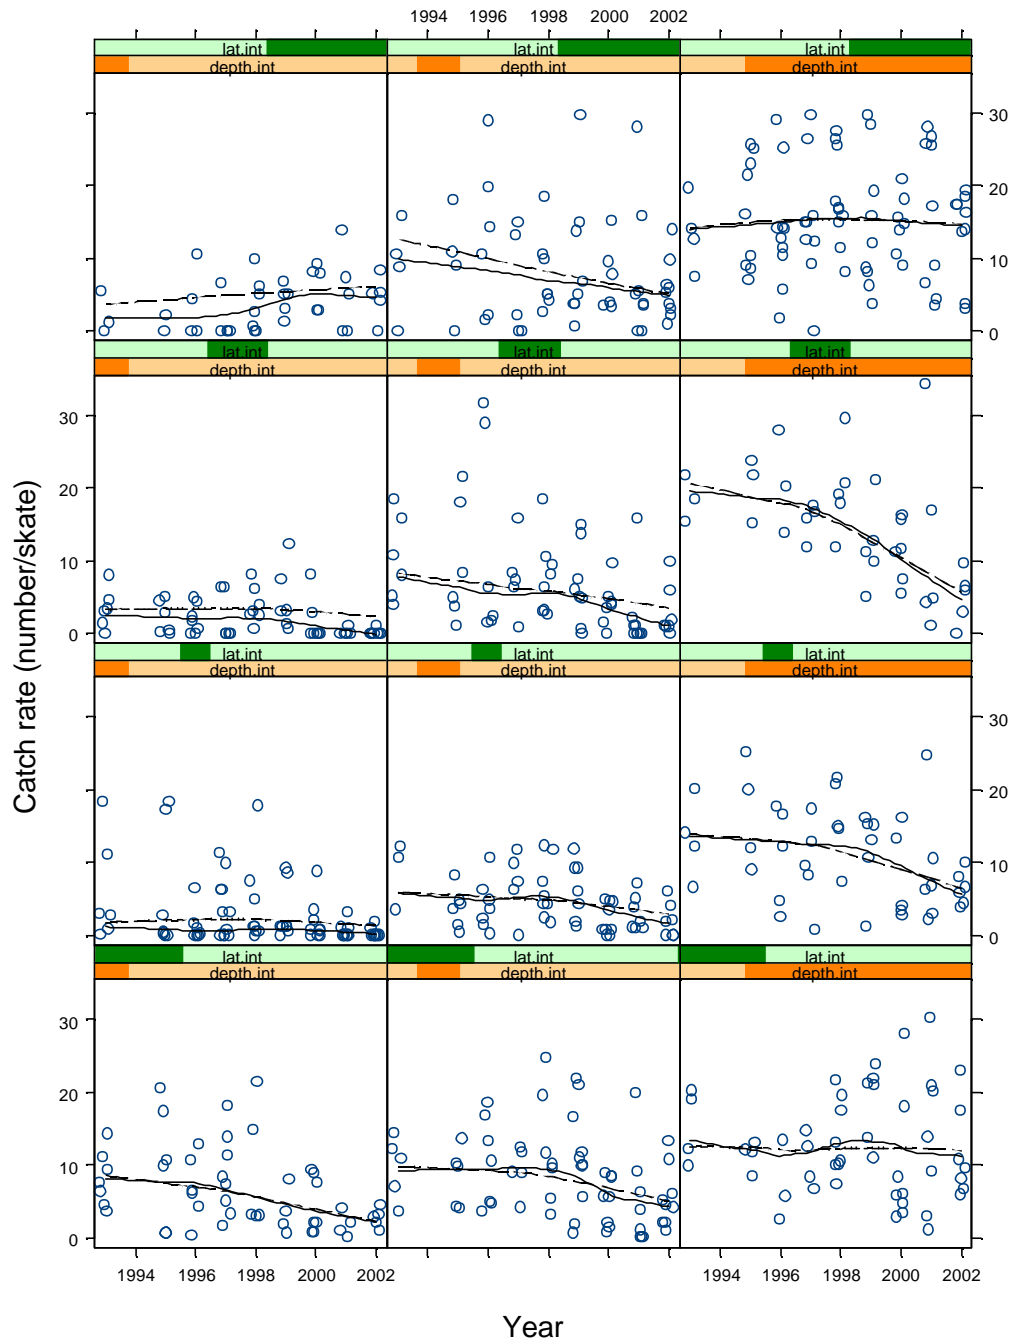 1994 1996 1998 2000 2002
lat.int lat.int lat.int
depth.int depth.int depth.int
30
20
10
0
lat.int lat.int lat.int
depth.int depth.int depth.int
30
20
10
0
lat.int lat.int lat.int
depth.int depth.int depth.int
30
20
10
0
lat.int lat.int lat.int
depth.int depth.int depth.int
30
20
10
0
Catch rate (number/skate)
1994 1996 1998 2000 2002 1994 1996 1998 2000 2002
Year